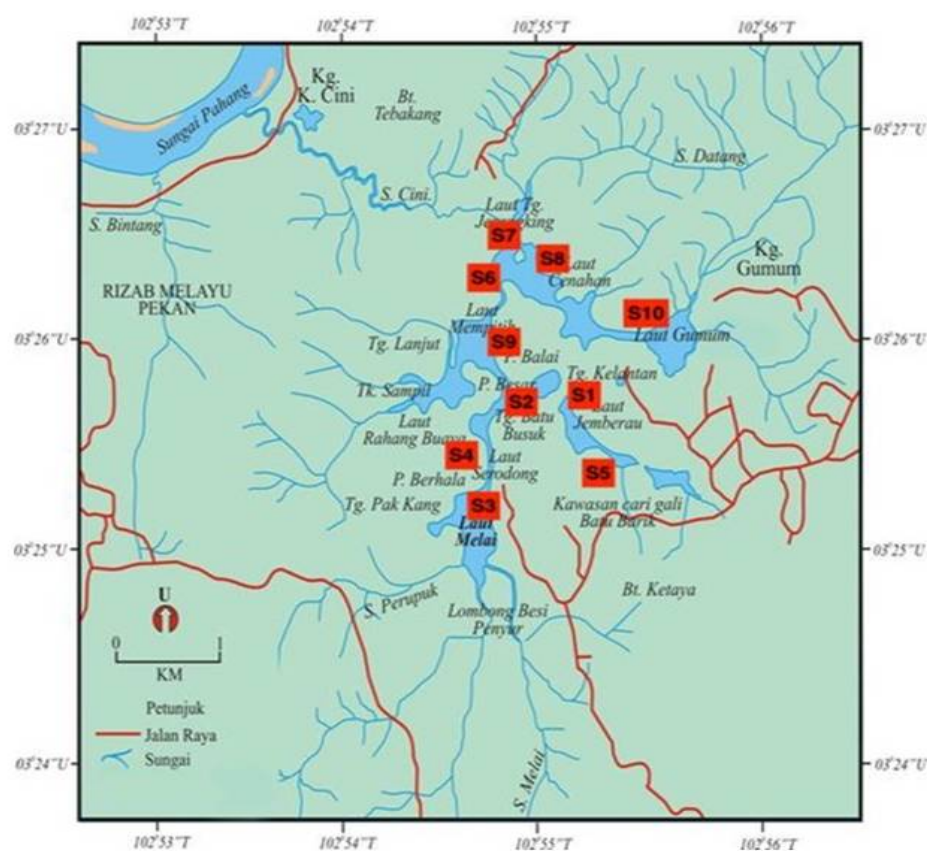 102°53'’T
102°54'’T
102°55'’T
102°56'’T
Kg.
K. Cini
Bt.
Tebakang
Sungai Pahang
03°27'’U
03°27'’U
S. Datang
S. Cini.
S. Bintang
Laut Tg.
S7
S8
Laut
Cenahan
Kg.
Gumum
S6
RIZAB MELAYU
PEKAN
S10
Laut
Mempitih
Laut Gumum
03°26'’U
03°26'’U
Tg. Lanjut
S9
P. Balai
Tg. Kelantan
Tk. Sampil
P. Besar
S1
S2
Laut
Jemberau
Tg. Batu
Busuk
Laut
Rahang Buaya
S4
Laut
Serodong
S5
P. Berhala
Tg. Pak Kang
S3
Kawasan cari gali
Batu Barik
Laut
Melai
03°25'’U
03°25'’U
Bt. Ketaya
S. Perupuk
Lombong Besi
Penyur
U
0 1
KM
Petunjuk
Jalan Raya
Sungai
S. Melai
03°24'’U
03°24'’U
102°53'’T
102°54'’T
102°55'’T
102°56'’T